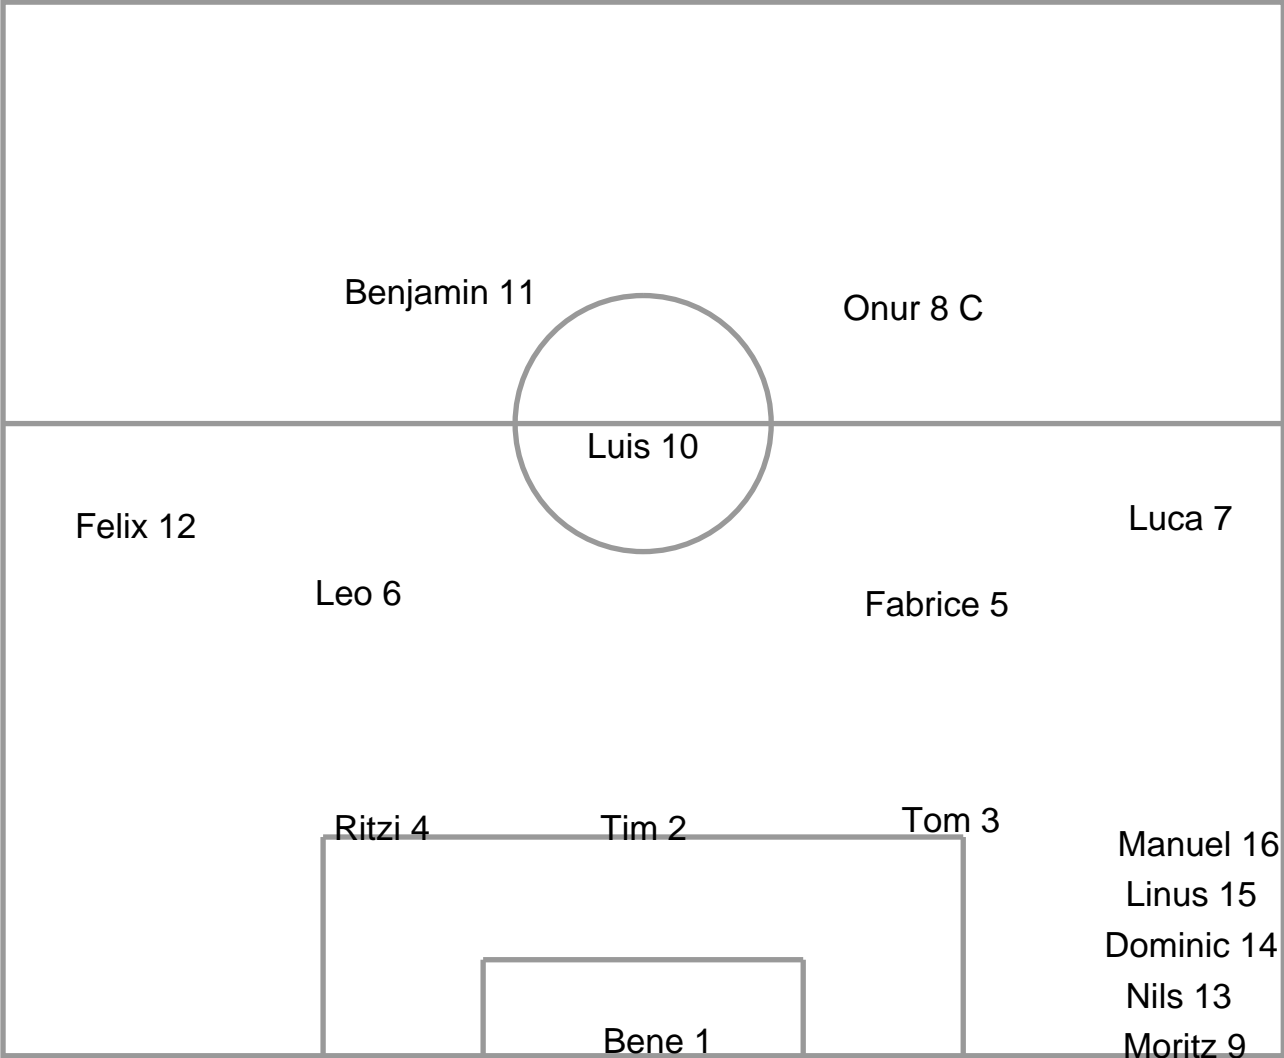 Benjamin 11
Onur 8 C
Luis 10
Felix 12
Luca 7
Leo 6
Fabrice 5
Ritzi 4
Tim 2
Tom 3
Manuel 16
Linus 15
Dominic 14
Nils 13
Bene 1
Moritz 9